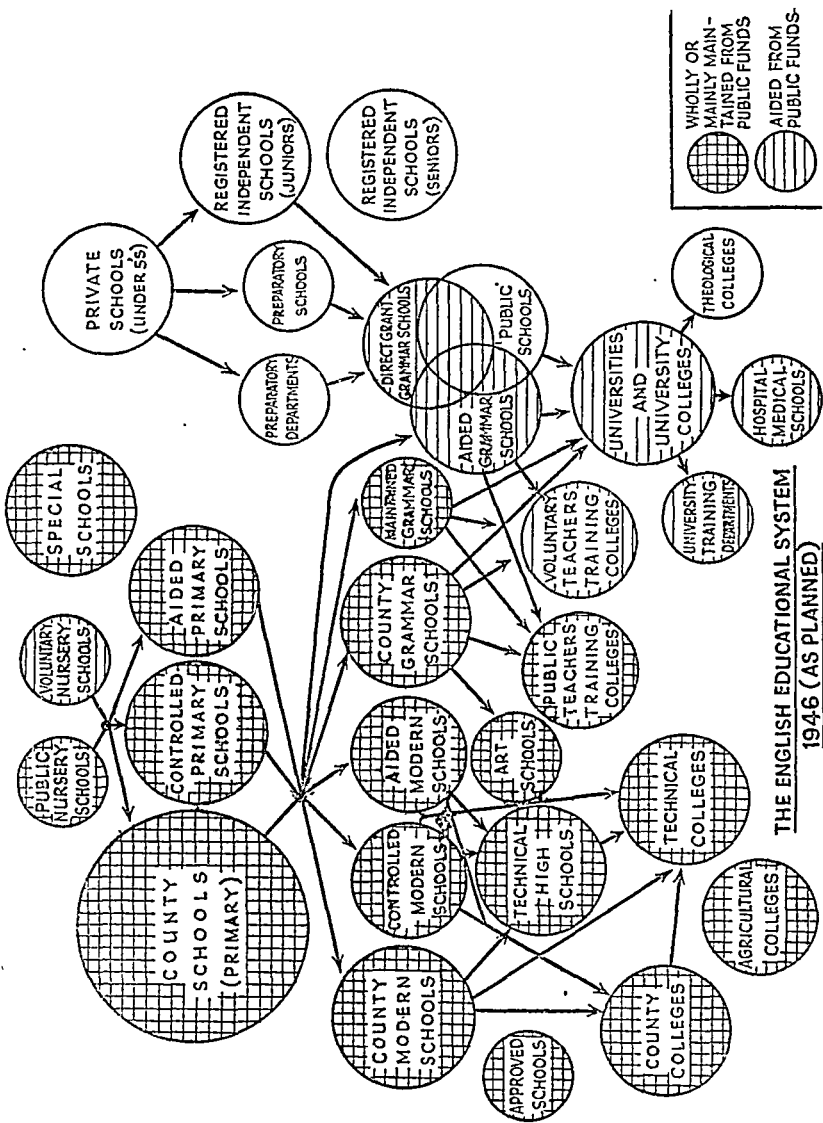 PUBLIC
NURSERY
SCHOOLS
VOLUNTARY
NURSERY
SCHOOLS
SPECIAL
SCHOOLS
PRIVATE
SCHOOLS
(UNDER 5'S)
COUNTY
SCHOOLS
(PRIMARY)
CONTROLLED
PRIMARY
SCHOOLS
AIDED
PRIMARY
SCHOOLS
PREPARATORY
DEPARTMENTS
PREPARATORY
SCHOOLS
REGISTERED
INDEPENDENT
SCHOOLS
(JUNIORS)
COUNTY
MODERN
SCHOOLS
CONTROLLED
MODERN
SCHOOLS
AIDED
MODERN
SCHOOLS
COUNTY
GRAMMAR
SCHOOLS
MAINTAINED
GRAMMAR
SCHOOLS
AIDED
GRAMMAR
SCHOOLS
DIRECT GRANT
GRAMMAR SCHOOLS
'PUBLIC'
SCHOOLS
REGISTERED
INDEPENDENT
SCHOOLS
(SENIORS)
APPROVED
SCHOOLS
TECHNICAL
HIGH
SCHOOLS
ART
SCHOOLS
PUBLIC
TEACHERS
TRAINING
COLLEGES
VOLUNTARY
TEACHERS
TRAINING
COLLEGES
UNIVERSITIES
AND
UNIVERSITY
COLLEGES
COUNTY
COLLEGES
AGRICULTURAL
COLLEGES
TECHNICAL
COLLEGES
UNIVERSITY
TRAINING
DEPARTMENTS
HOSPITAL
MEDICAL
SCHOOLS
THEOLOGICAL
COLLEGES
WHOLLY OR
MAINLY MAIN-
TAINED FROM
PUBLIC FUNDS
AIDED FROM
PUBLIC FUNDS
THE ENGLISH EDUCATIONAL SYSTEM
1946 (AS PLANNED)